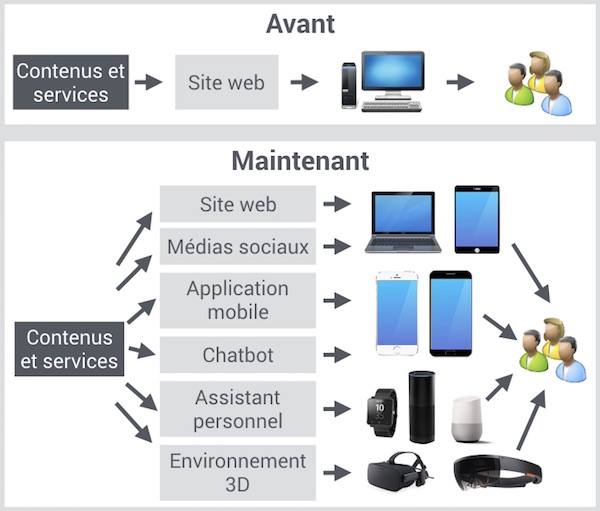 Avant
Contenus et
services
Site web
Maintenant
Site web
Médias sociaux
Application
mobile
Contenus
et services
Chatbot
Assistant
personnel
Environnement
3D